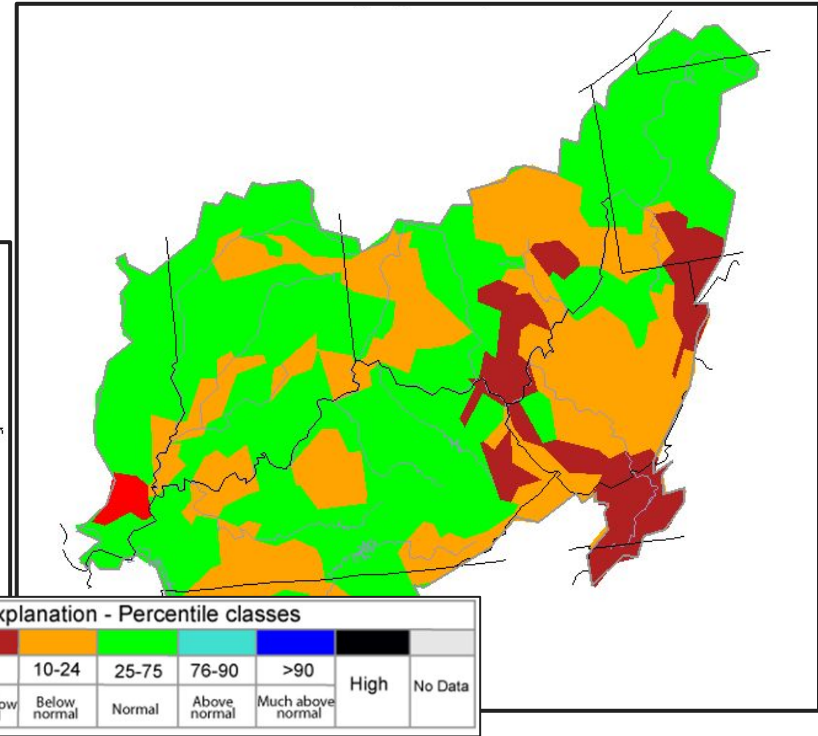 xplanation - Percentile classes
10-24 25-75 76-90 >90 High No Data
Below normal Normal Above normal Much above normal